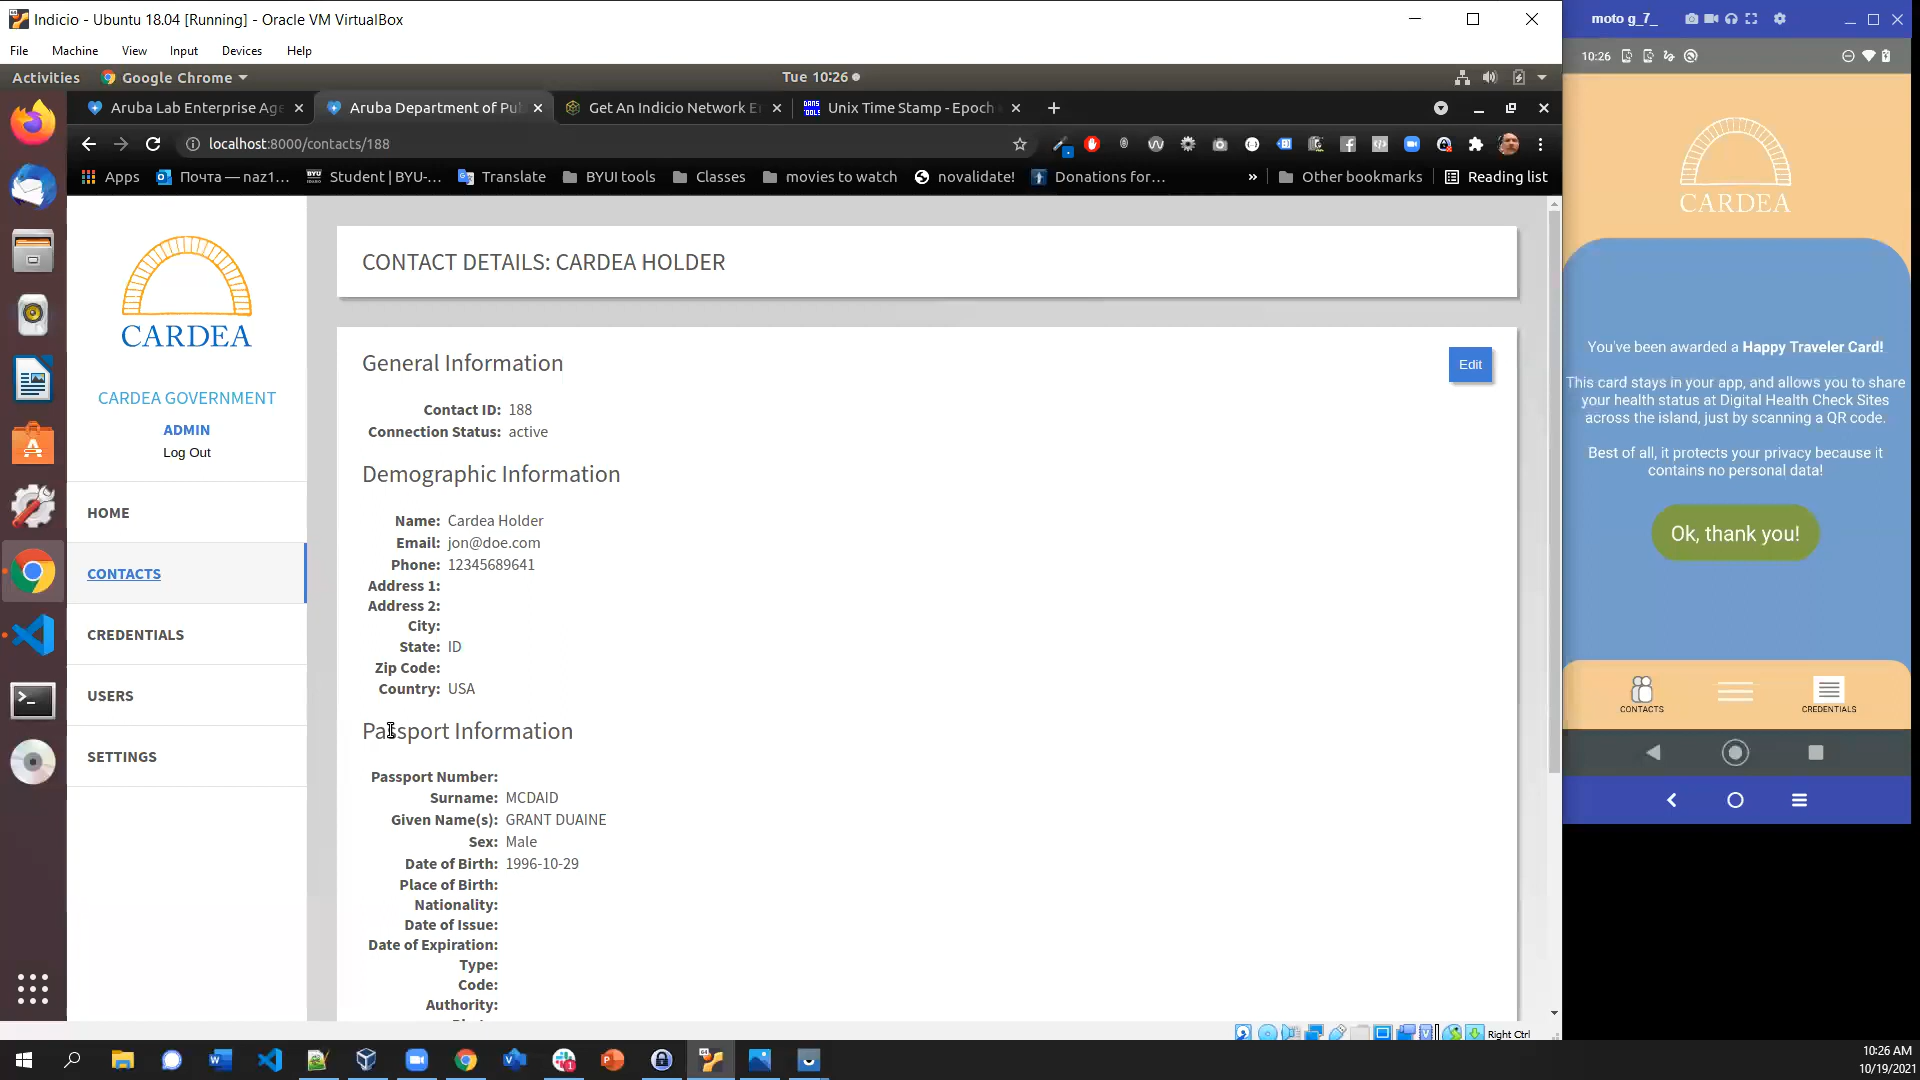 Indicio - Ubuntu 18.04 [Running] - Oracle VM VirtualBox
File Machine View Input Devices Help
Activities Google Chrome Tue 10:26
Aruba Lab Enterprise Age
Aruba Department of Pu
Get An Indicio Network E
Unix Time Stamp - Epoch
localhost:8000/contacts/188
Apps Почта — naz1... Student | BYU-... Translate BYUI tools Classes movies to watch novalidate! Donations for... » Other bookmarks Reading list
CARDEA
CARDEA GOVERNMENT
ADMIN
Log Out
HOME
CONTACTS
CREDENTIALS
USERS
SETTINGS
CONTACT DETAILS: CARDEA HOLDER
General Information
Edit
Contact ID: 188
Connection Status: active
Demographic Information
Name: Cardea Holder
Email: jon@doe.com
Phone: 12345689641
Address 1:
Address 2:
City:
State: ID
Zip Code:
Country: USA
Passport Information
Passport Number:
Surname: MCDAID
Given Name(s): GRANT DUAINE
Sex: Male
Date of Birth: 1996-10-29
Place of Birth:
Nationality:
Date of Issue:
Date of Expiration:
Type:
Code:
Authority:
Right Ctrl
moto g_7_
10:26
CARDEA
You've been awarded a Happy Traveler Card!
This card stays in your app, and allows you to share
your health status at Digital Health Check Sites
across the island, just by scanning a QR code.
Best of all, it protects your privacy because it
contains no personal data!
Ok, thank you!
CONTACTS
CREDENTIALS
10:26 AM
10/19/2021